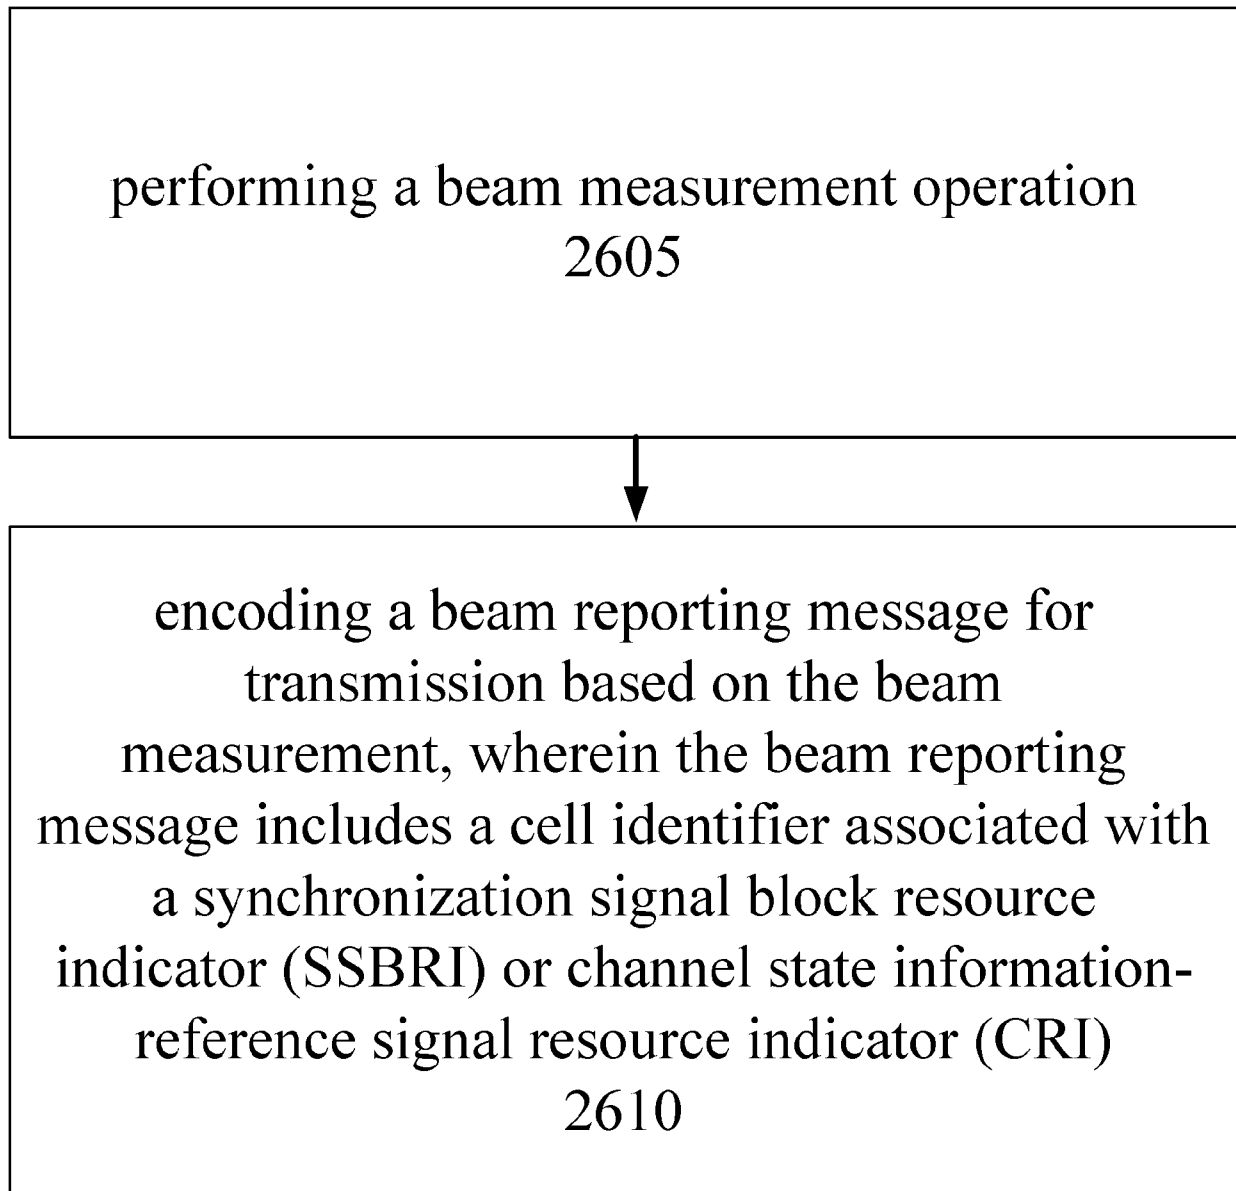 performing a beam measurement operation
2605
encoding a beam reporting message for
transmission based on the beam
measurement, wherein the beam reporting
message includes a cell identifier associated with
a synchronization signal block resource
indicator (SSBRI) or channel state information-
reference signal resource indicator (CRI)
2610